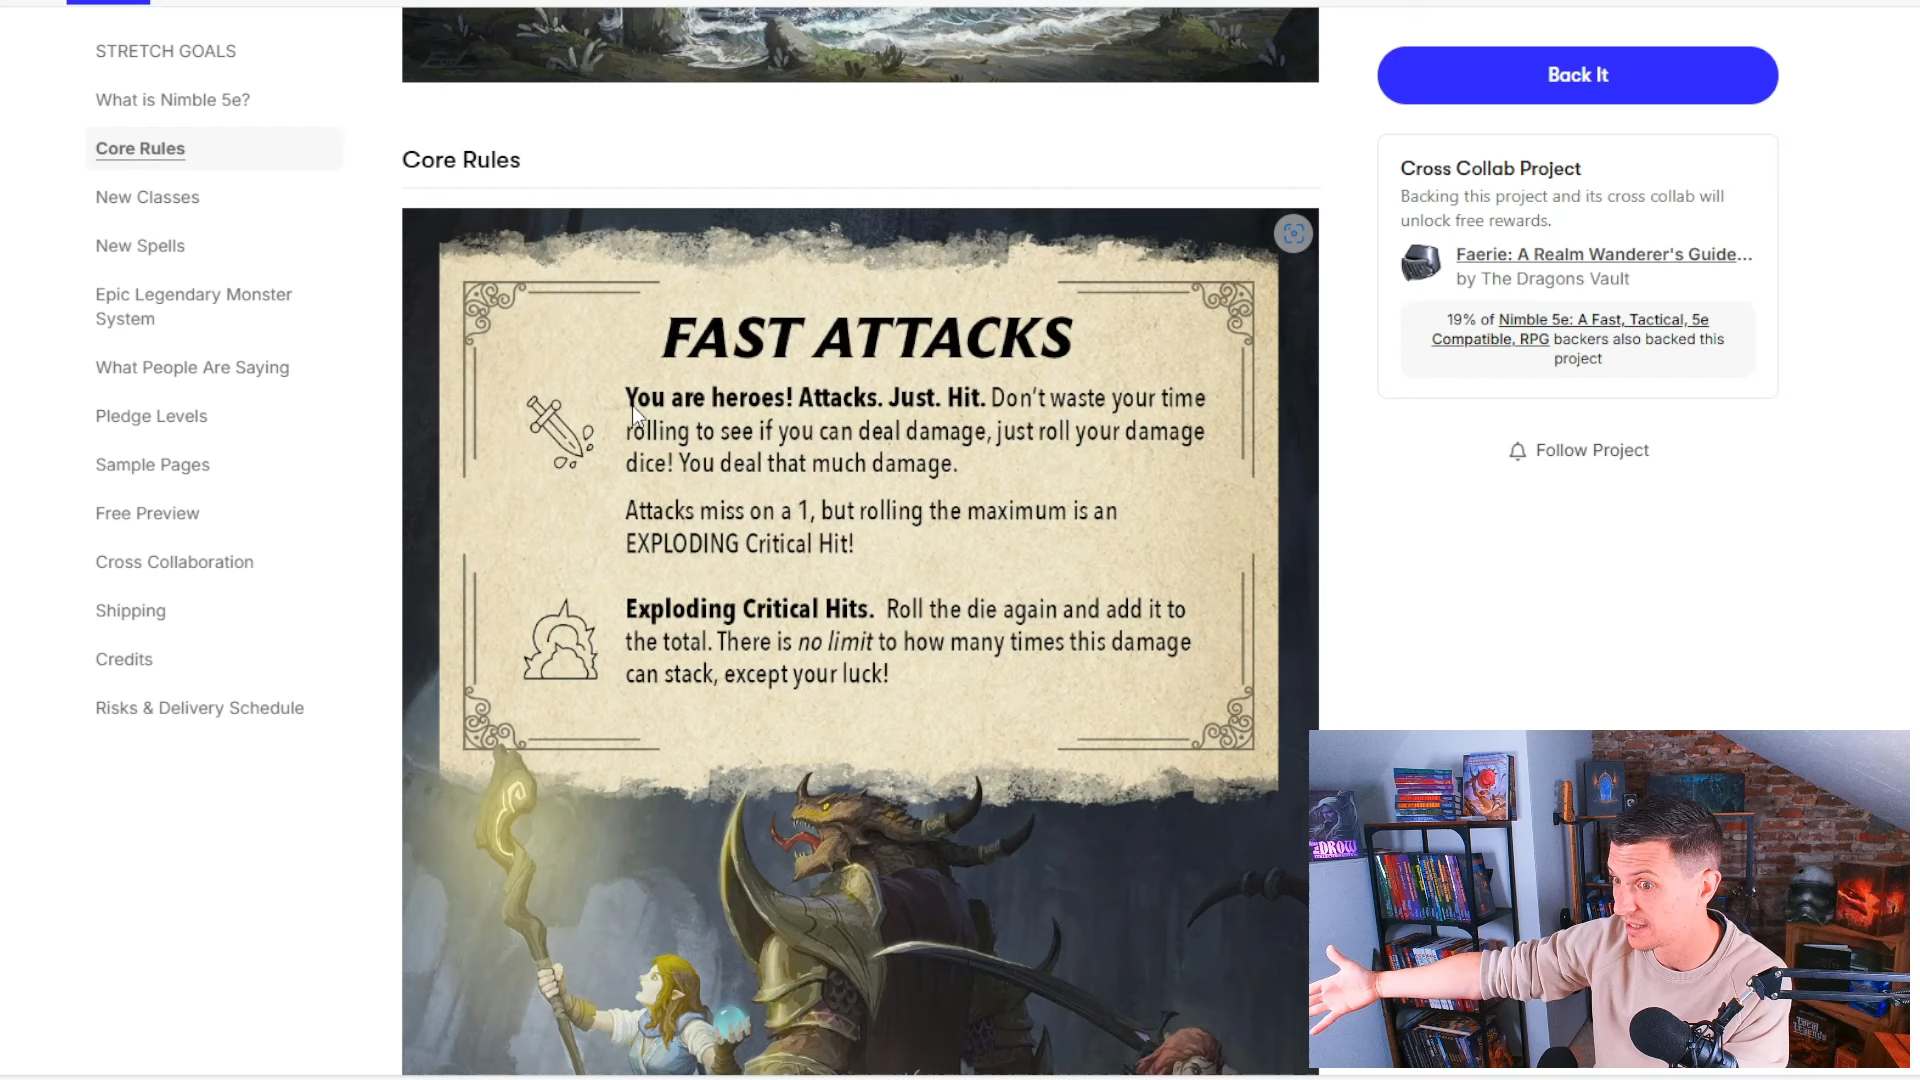 STRETCH GOALS
What is Nimble 5e?
Core Rules
New Classes
New Spells
Epic Legendary Monster
System
What People Are Saying
Pledge Levels
Sample Pages
Free Preview
Cross Collaboration
Shipping
Credits
Risks & Delivery Schedule
Core Rules
FAST ATTACKS
You are heroes! Attacks. Just. Hit. Don't waste your time
rolling to see if you can deal damage, just roll your damage
dice! You deal that much damage.
Attacks miss on a 1, but rolling the maximum is an
EXPLODING Critical Hit!
Exploding Critical Hits. Roll the die again and add it to
the total. There is no limit to how many times this damage
can stack, except your luck!
Back It
Cross Collab Project
Backing this project and its cross collab will
unlock free rewards.
Faerie: A Realm Wanderer's Guide...
by The Dragons Vault
19% of Nimble 5e: A Fast, Tactical, 5e
Compatible, RPG backers also backed this
project
Follow Project
DROW